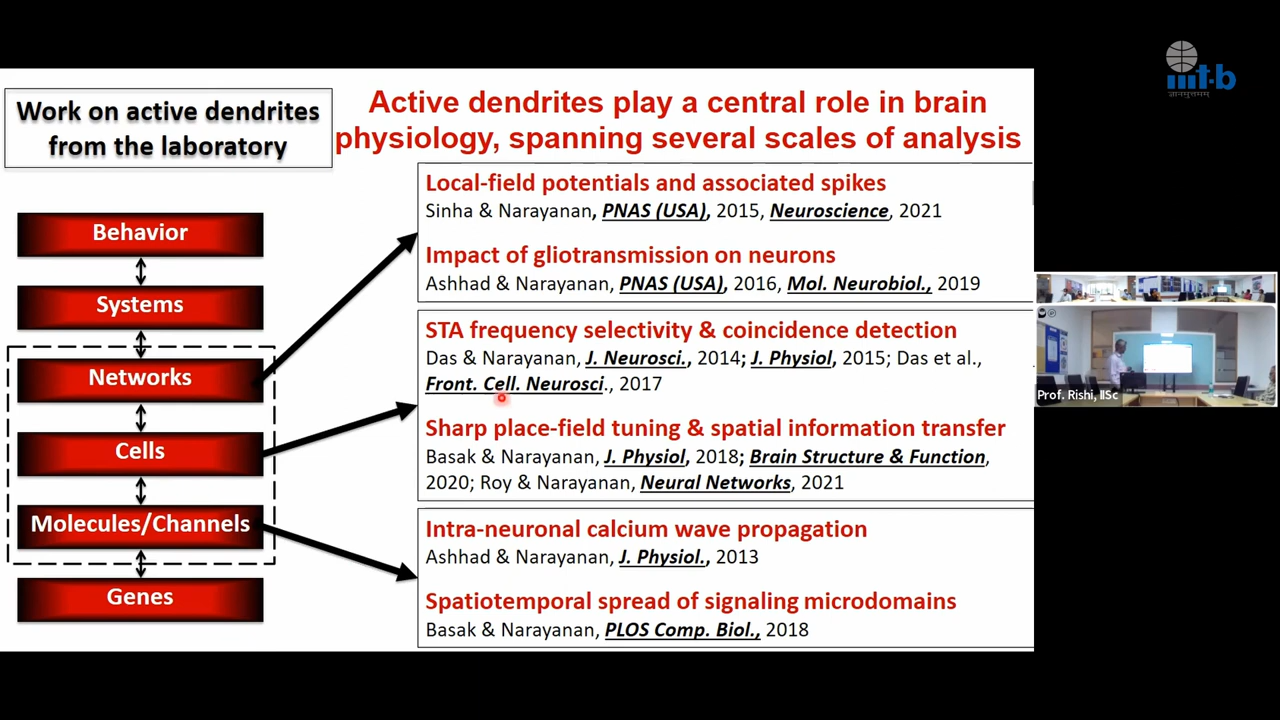 iiit-b
ज्ञानमुत्तमम्
Work on active dendrites
from the laboratory
Active dendrites play a central role in brain
physiology, spanning several scales of analysis
Behavior
Systems
Networks
Cells
Molecules/Channels
Genes
Local-field potentials and associated spikes
Sinha & Narayanan, PNAS (USA), 2015, Neuroscience, 2021
Impact of gliotransmission on neurons
Ashhad & Narayanan, PNAS (USA), 2016, Mol. Neurobiol., 2019
STA frequency selectivity & coincidence detection
Das & Narayanan, J. Neurosci., 2014; J. Physiol, 2015; Das et al.,
Front. Cell. Neurosci., 2017
Sharp place-field tuning & spatial information transfer
Basak & Narayanan, J. Physiol, 2018; Brain Structure & Function,
2020; Roy & Narayanan, Neural Networks, 2021
Intra-neuronal calcium wave propagation
Ashhad & Narayanan, J. Physiol., 2013
Spatiotemporal spread of signaling microdomains
Basak & Narayanan, PLOS Comp. Biol., 2018
Prof. Rishi, IISc